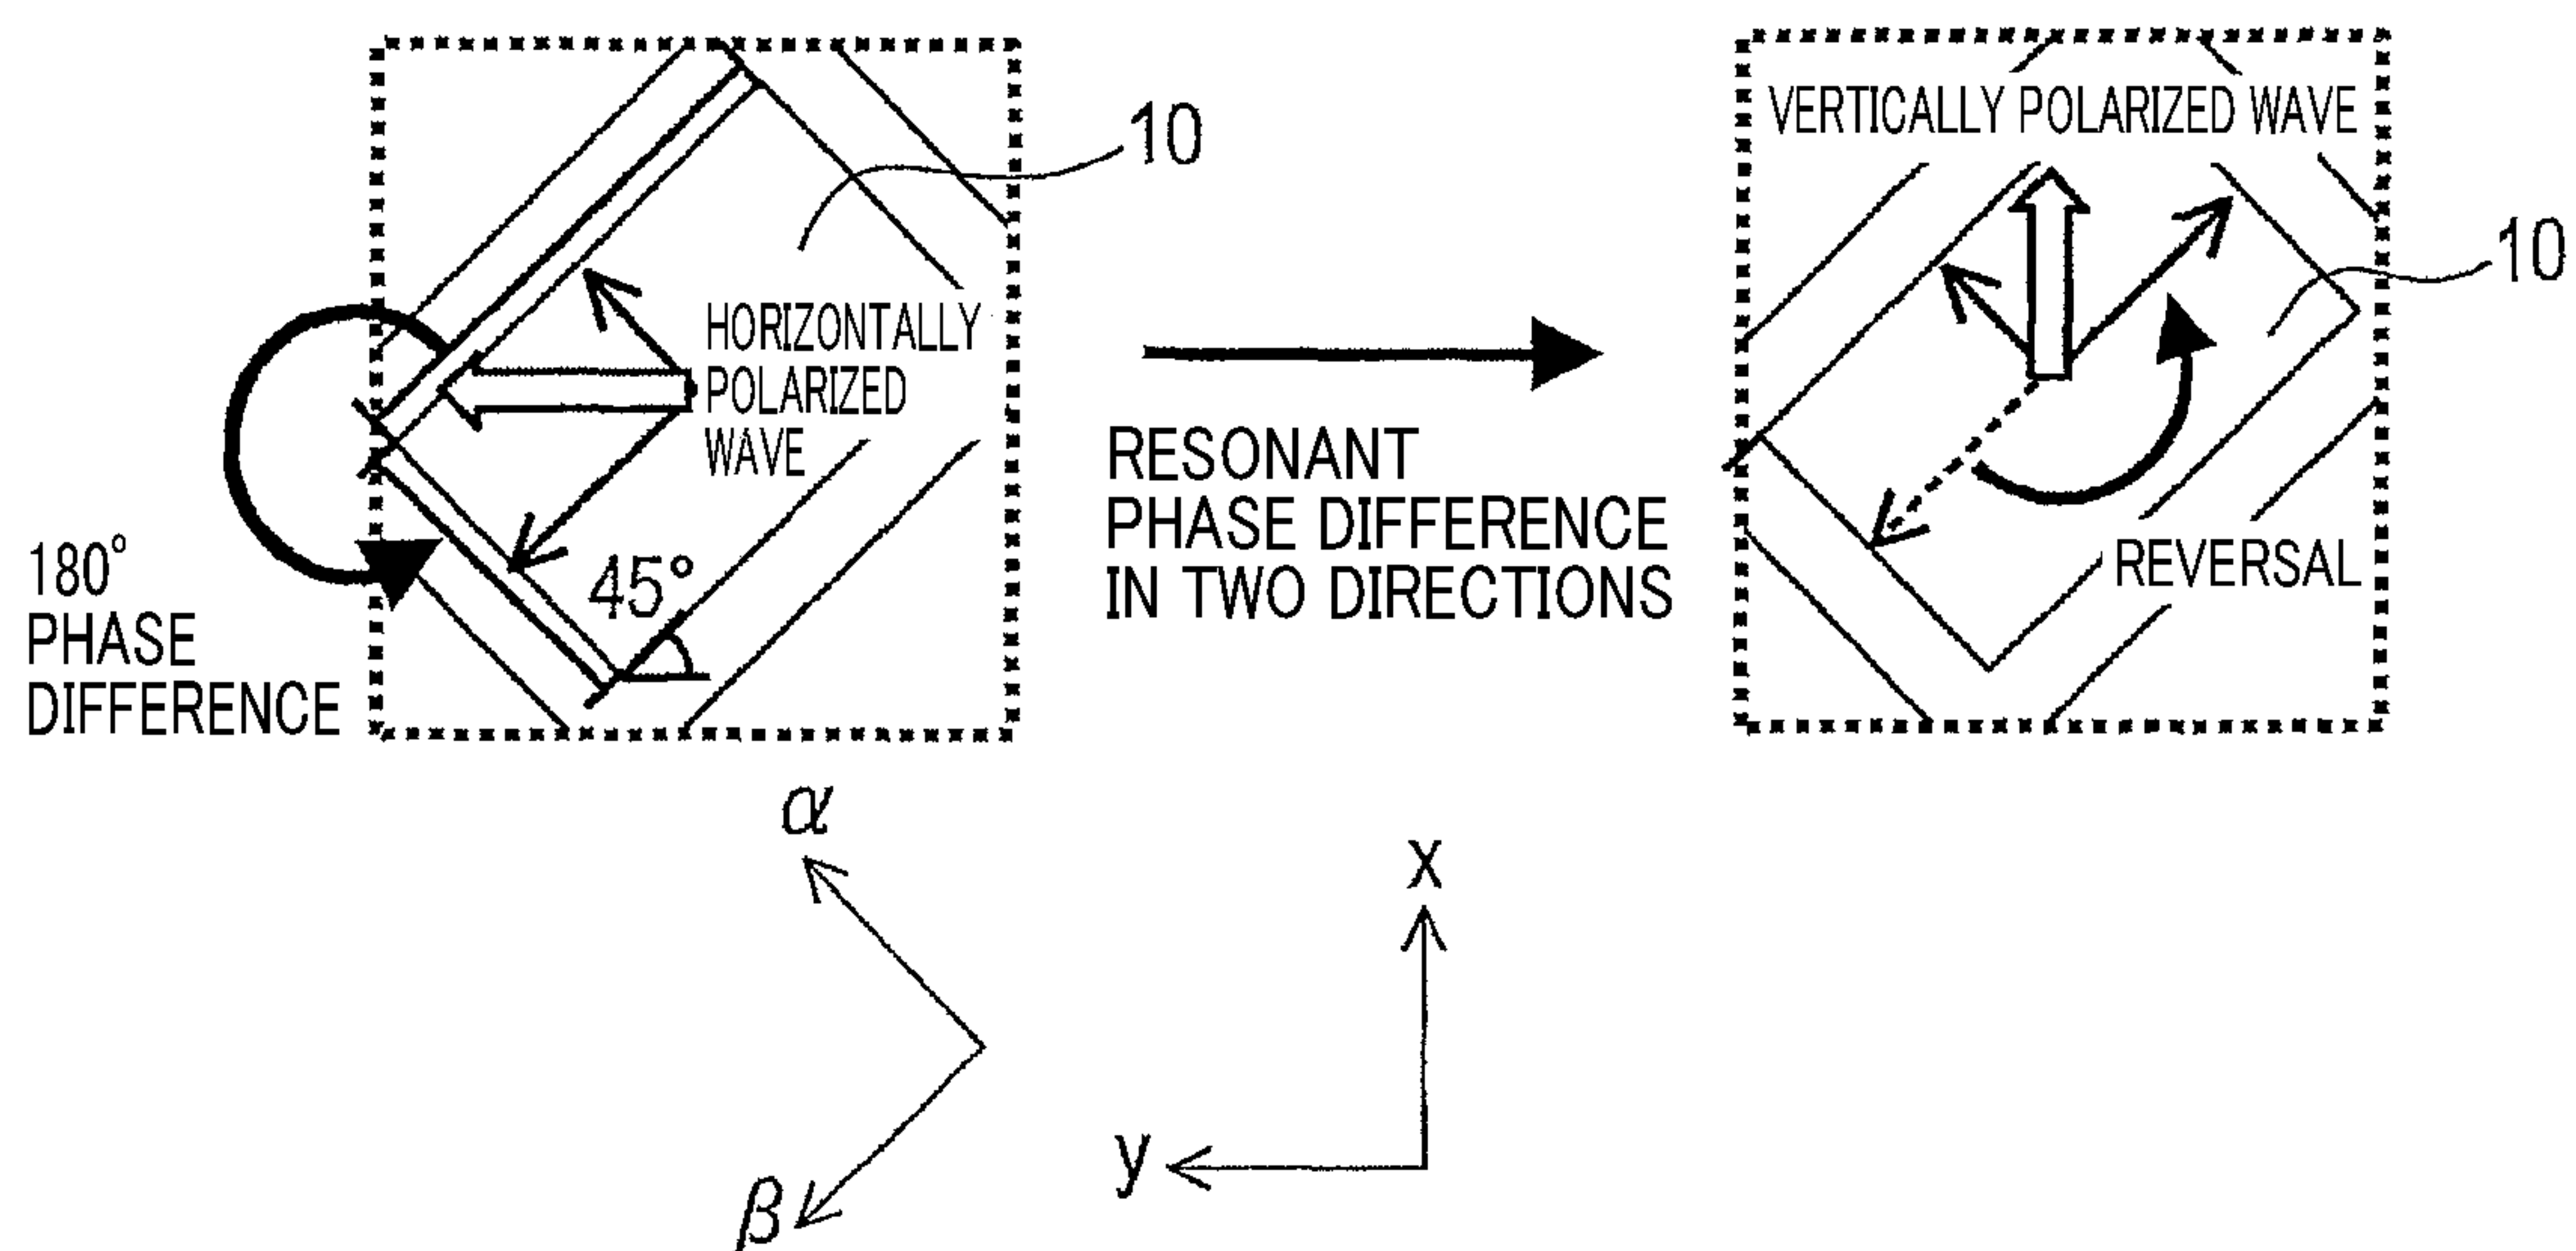 10
HORIZONTALLY
POLARIZED
WAVE
45°
180°
PHASE
DIFFERENCE
RESONANT
PHASE DIFFERENCE
IN TWO DIRECTIONS
VERTICALLY POLARIZED WAVE
10
REVERSAL
α
β
x
y